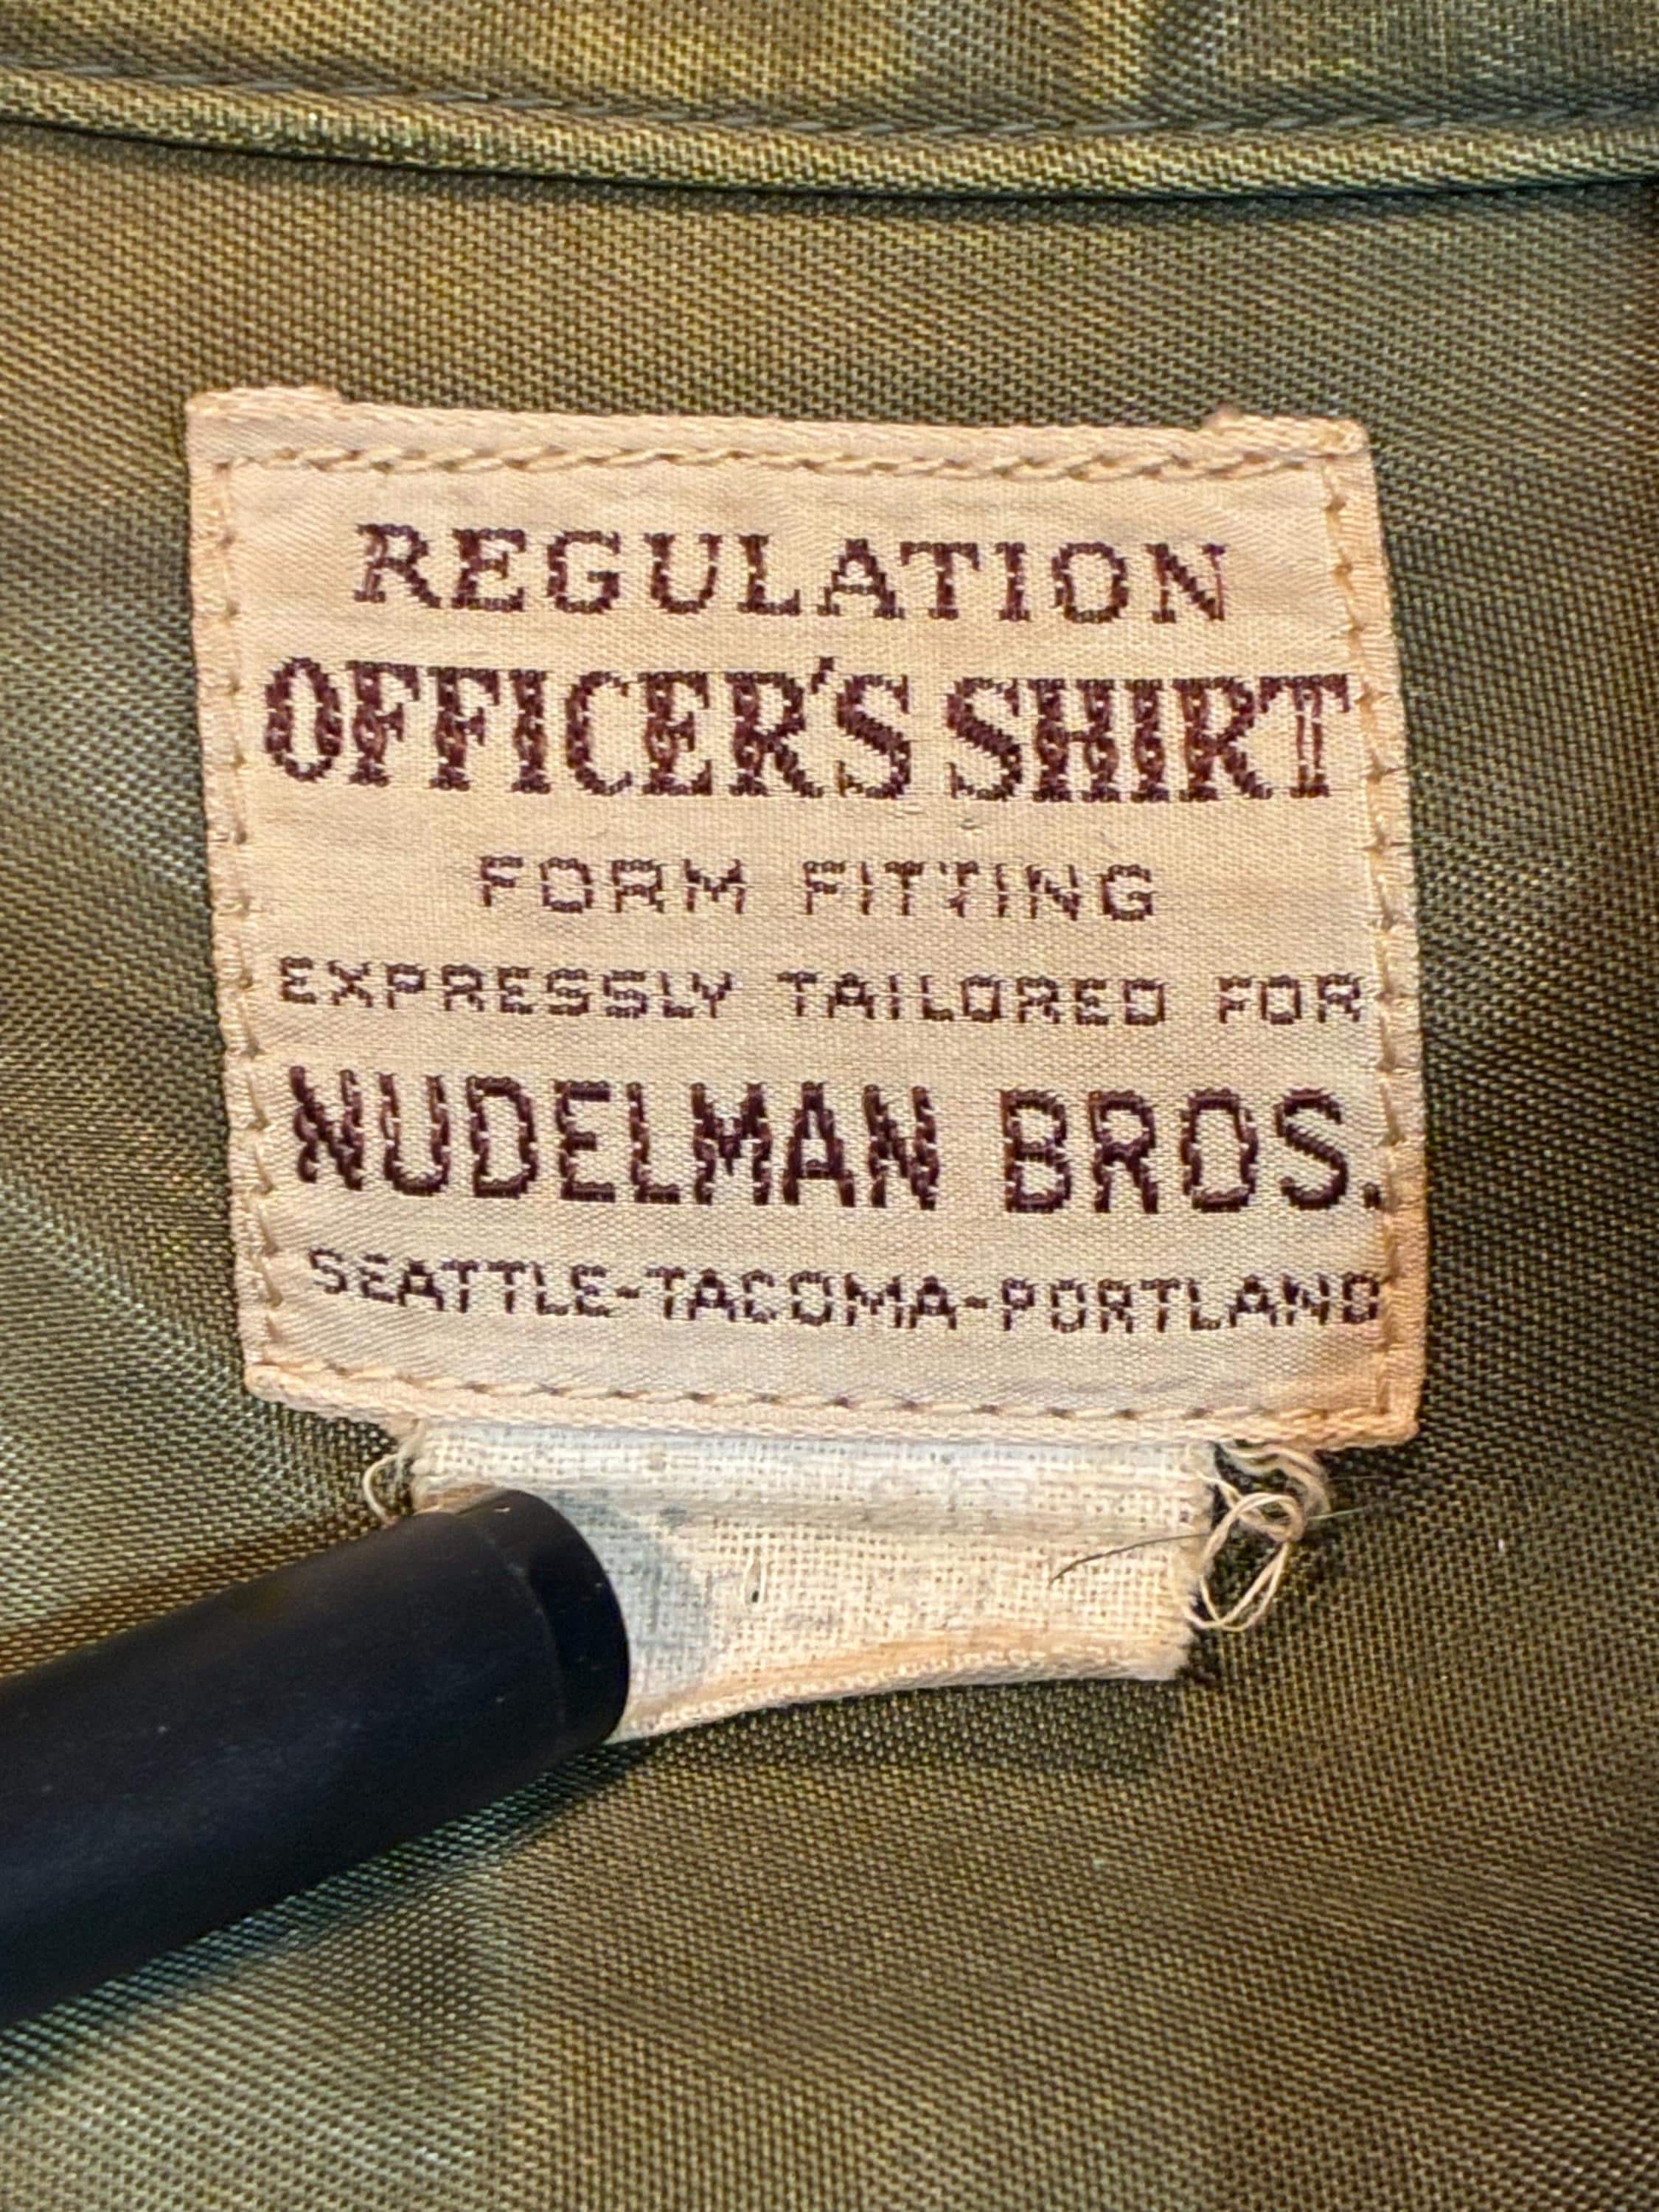 REGULATION
OFFICER'S SHIRT
FORM FITTING
EXPRESSLY TAILORED FOR
NUDELMAN BROS.
SEATTLE-TACOMA-PORTLAND